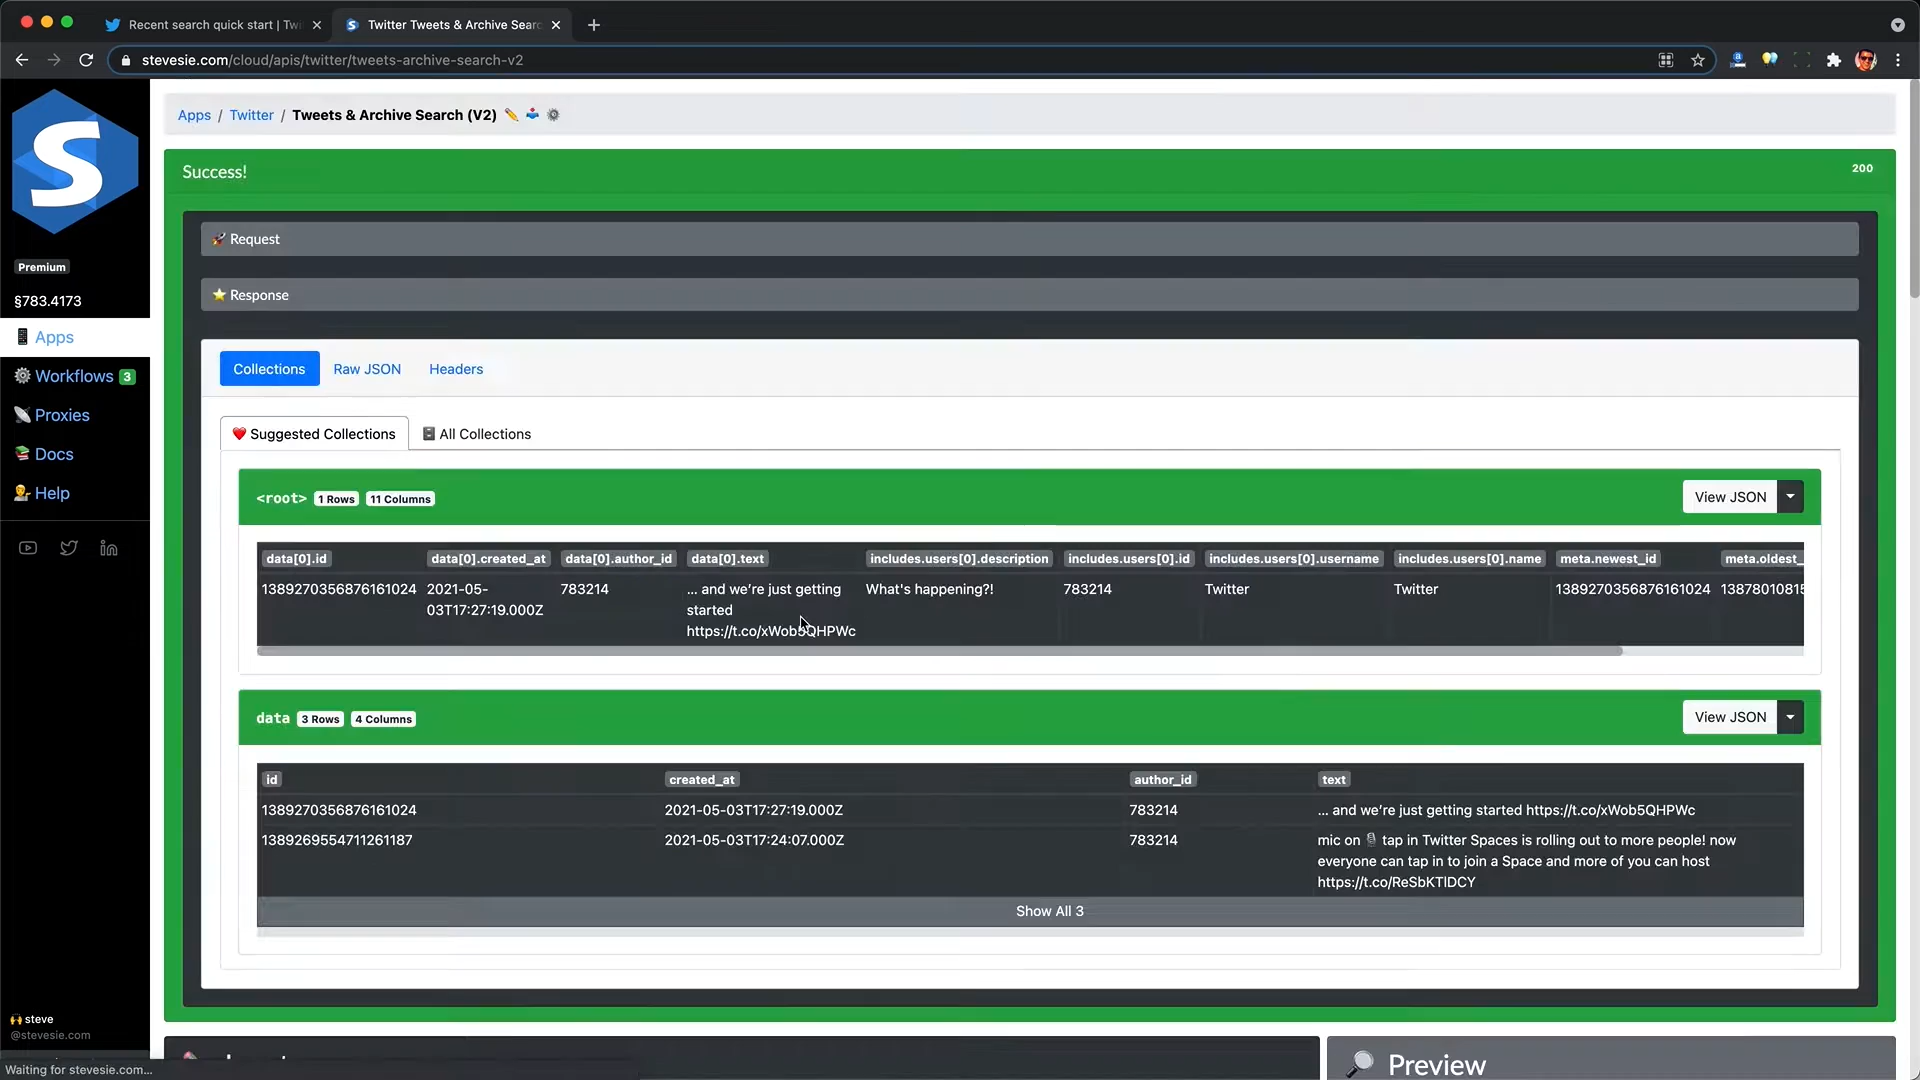 Recent search quick start | Twi
Twitter Tweets & Archive Searc
stevesie.com/cloud/apis/twitter/tweets-archive-search-v2
S
Premium
§783.4173
Apps
Workflows 3
Proxies
Docs
Help
steve
@stevesie.com
Waiting for stevesie.com...
Apps / Twitter / Tweets & Archive Search (V2)
Success!
200
Request
Response
Collections Raw JSON Headers
Suggested Collections All Collections
<root> 1 Rows 11 Columns
View JSON
data[0].id data[0].created_at data[0].author_id data[0].text includes.users[0].description includes.users[0].id includes.users[0].username includes.users[0].name meta.newest_id meta.oldest_
1389270356876161024 2021-05- 783214 ... and we're just getting What's happening?! 783214 Twitter Twitter 1389270356876161024 1387801081
03T17:27:19.000Z started
https://t.co/xWob5QHPWc
data 3 Rows 4 Columns
View JSON
id created_at author_id text
1389270356876161024 2021-05-03T17:27:19.000Z 783214 ... and we're just getting started https://t.co/xWob5QHPWc
1389269554711261187 2021-05-03T17:24:07.000Z 783214 mic on 🎙 tap in Twitter Spaces is rolling out to more people! now
everyone can tap in to join a Space and more of you can host
https://t.co/ReSbKTlDCY
Show All 3
Preview